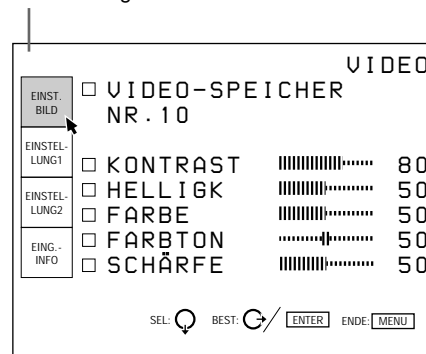 VIDEO
EINST.
BILD
EINSTEL-
LUNG1
EINSTEL-
LUNG2
EING.-
INFO
VIDEO-SPEICHER
NR.10
KONTRAST 80
HELLIGK 50
FARBE 50
FARBTON 50
SCHÄRFE 50
SEL: BEST: / ENTER ENDE: MENU